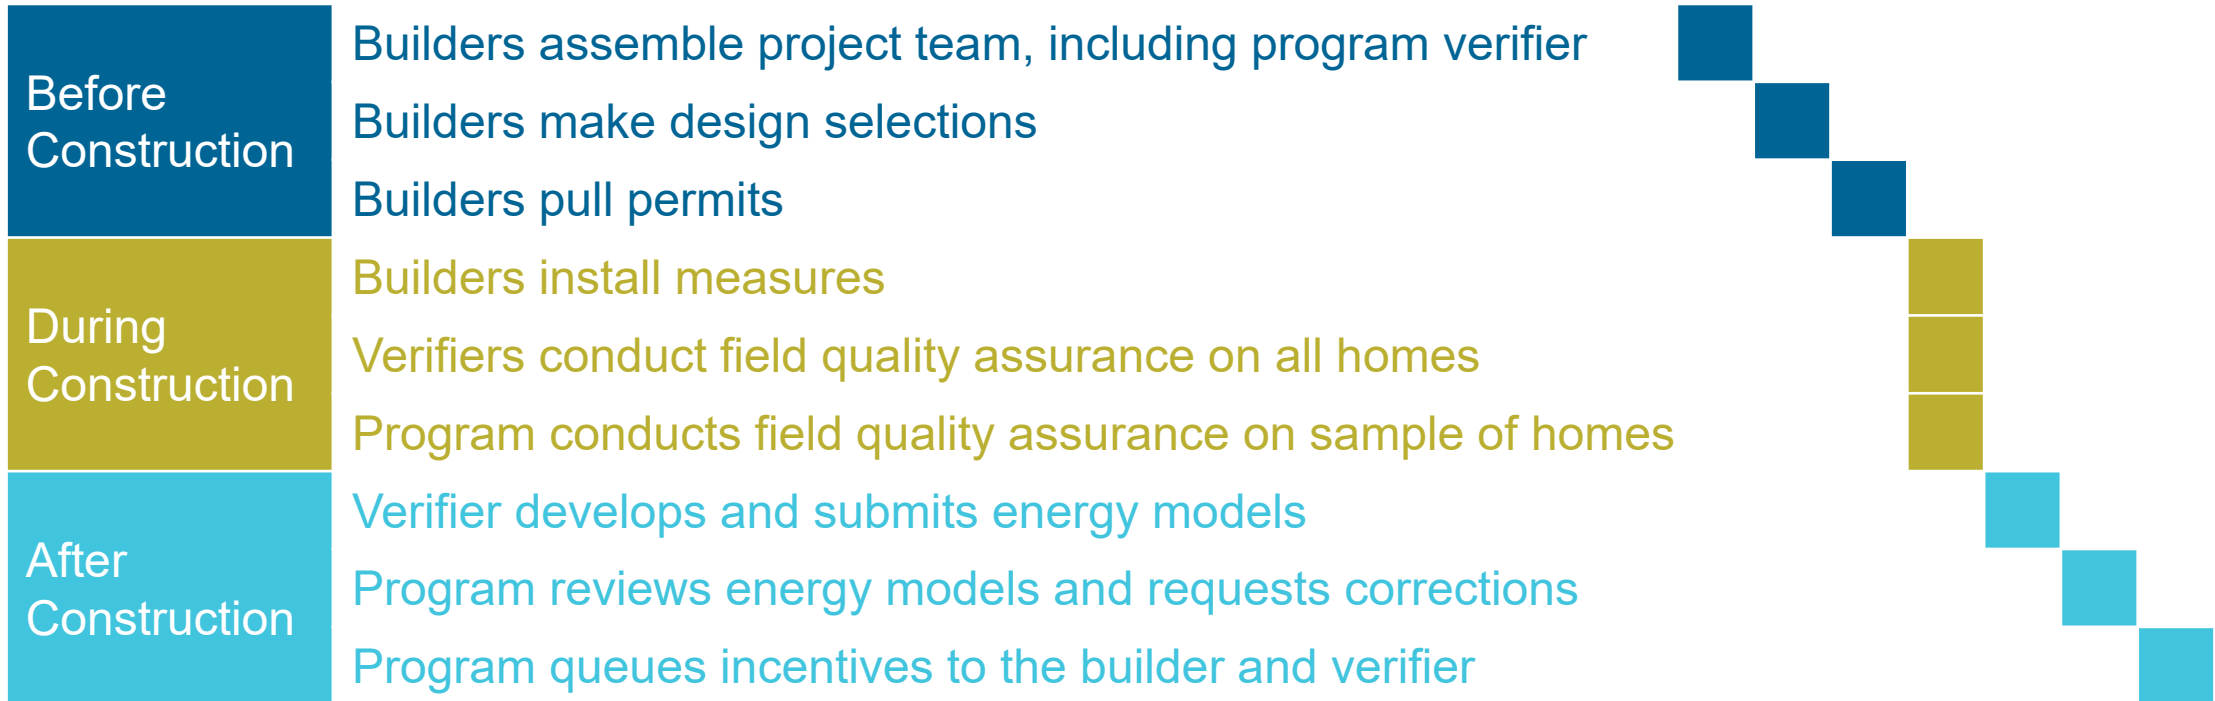 Before
Construction
Builders assemble project team, including program verifier
Builders make design selections
Builders pull permits
During
Construction
Builders install measures
Verifiers conduct field quality assurance on all homes
Program conducts field quality assurance on sample of homes
After
Construction
Verifier develops and submits energy models
Program reviews energy models and requests corrections
Program queues incentives to the builder and verifier